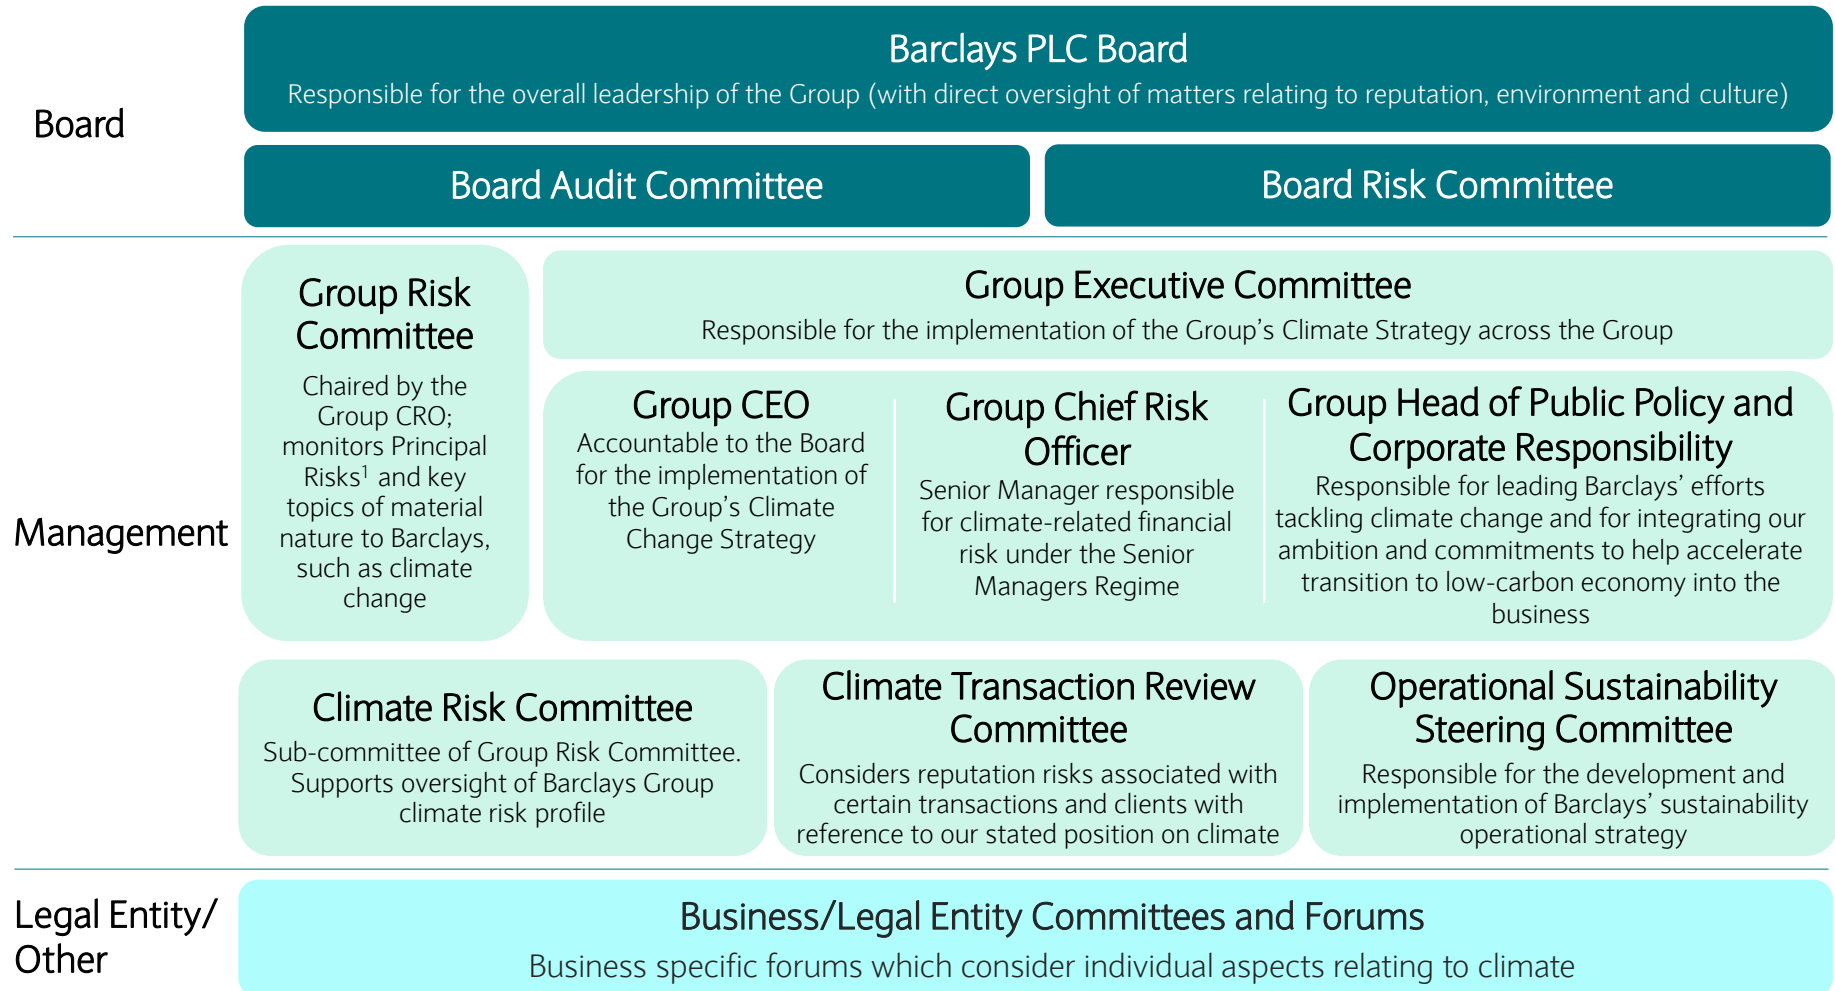 Board
Barclays PLC Board
Responsible for the overall leadership of the Group (with direct oversight of matters relating to reputation, environment and culture)
Board Audit Committee
Board Risk Committee
Management
Group Risk
Committee
Chaired by the
Group CRO;
monitors Principal
Risks¹ and key
topics of material
nature to Barclays,
such as climate
change
Group Executive Committee
Responsible for the implementation of the Group’s Climate Strategy across the Group
Group CEO
Accountable to the Board
for the implementation of
the Group’s Climate
Change Strategy
Group Chief Risk
Officer
Senior Manager responsible
for climate-related financial
risk under the Senior
Managers Regime
Group Head of Public Policy and
Corporate Responsibility
Responsible for leading Barclays’ efforts
tackling climate change and for integrating our
ambition and commitments to help accelerate
transition to low-carbon economy into the
business
Climate Risk Committee
Sub-committee of Group Risk Committee.
Supports oversight of Barclays Group
climate risk profile
Climate Transaction Review
Committee
Considers reputation risks associated with
certain transactions and clients with
reference to our stated position on climate
Operational Sustainability
Steering Committee
Responsible for the development and
implementation of Barclays’ sustainability
operational strategy
Legal Entity/
Other
Business/Legal Entity Committees and Forums
Business specific forums which consider individual aspects relating to climate